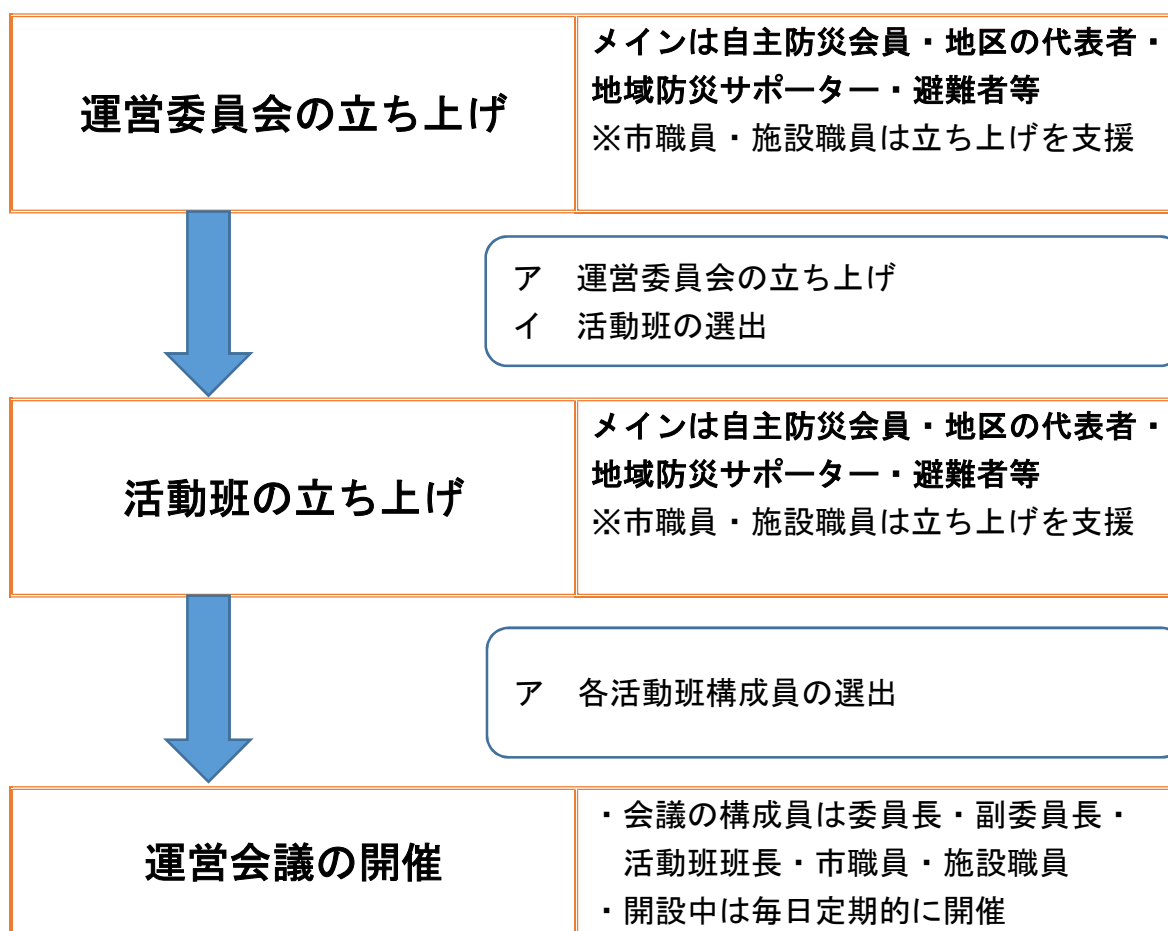 運営委員会の立ち上げ
メインは自主防災会員・地区の代表者・
地域防災サポーター・避難者等
※市職員・施設職員は立ち上げを支援
ア　運営委員会の立ち上げ
イ　活動班の選出
活動班の立ち上げ
メインは自主防災会員・地区の代表者・
地域防災サポーター・避難者等
※市職員・施設職員は立ち上げを支援
ア　各活動班構成員の選出
運営会議の開催
・会議の構成員は委員長・副委員長・
活動班班長・市職員・施設職員
・開設中は毎日定期的に開催